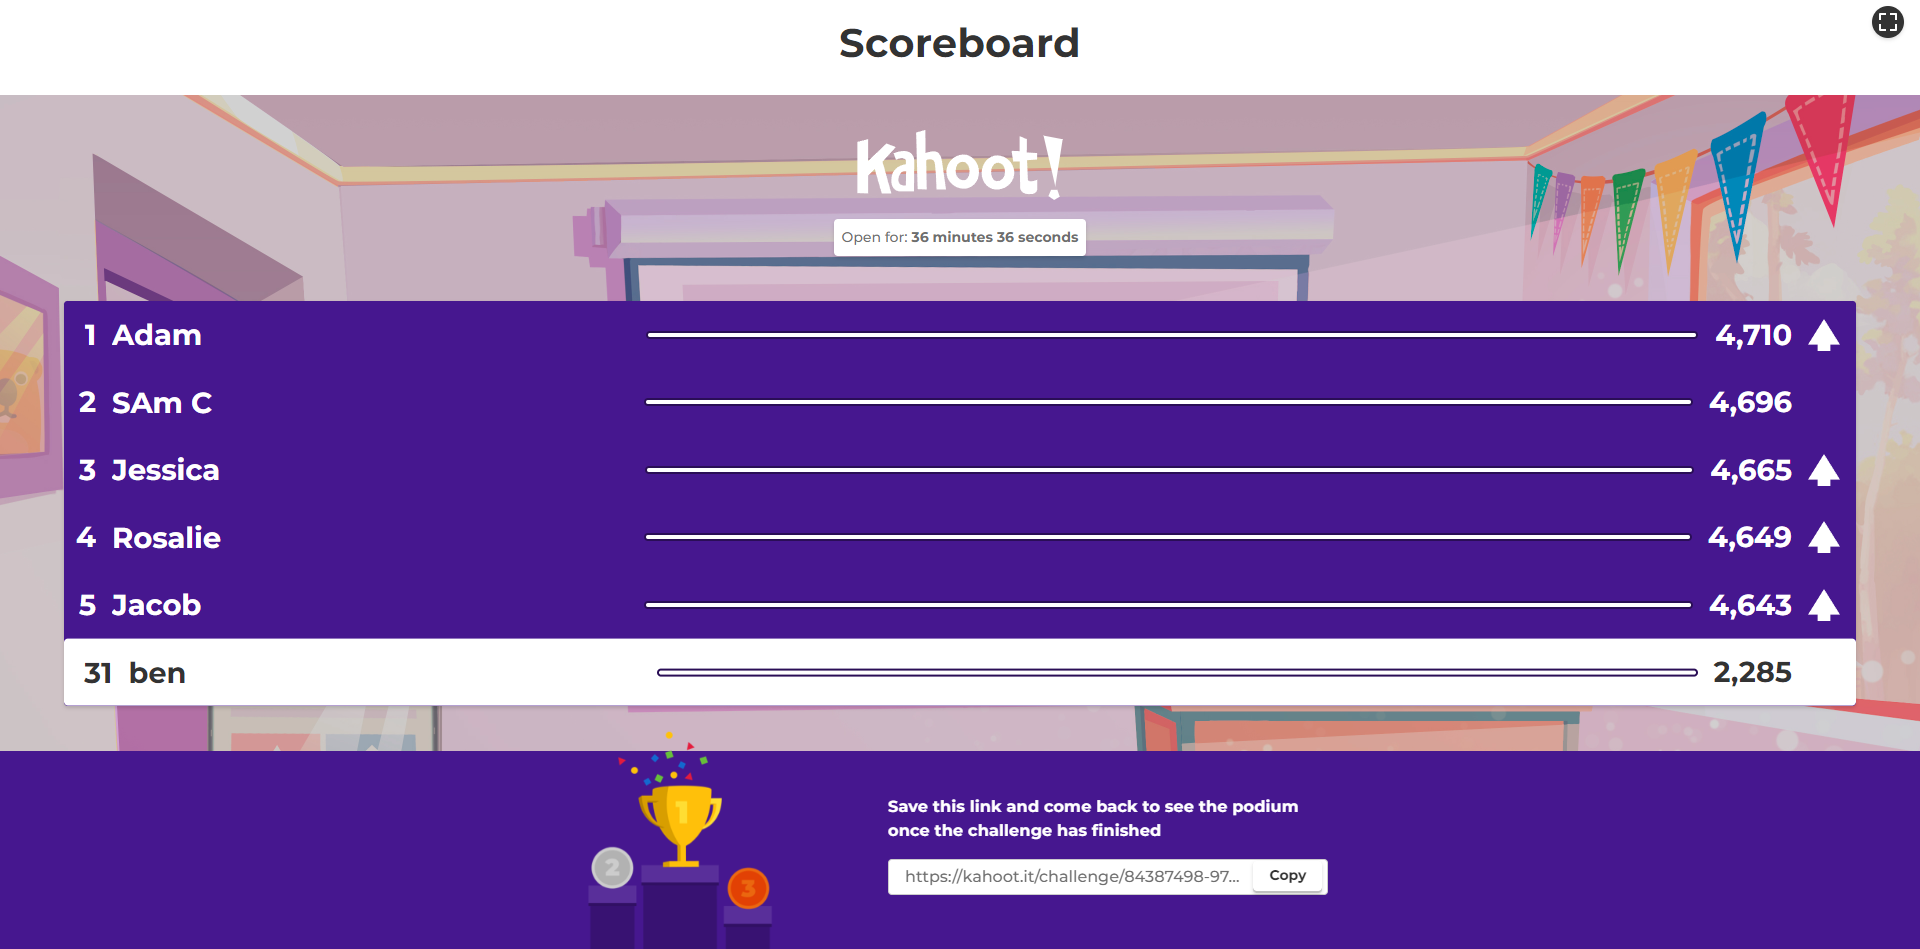 Scoreboard
Kahoot!
Open for: 36 minutes 36 seconds
1 Adam 4,710
2 SAm C 4,696
3 Jessica 4,665
4 Rosalie 4,649
5 Jacob 4,643
31 ben 2,285
1
2
3
Save this link and come back to see the podium
once the challenge has finished
https://kahoot.it/challenge/84387498-97... Copy